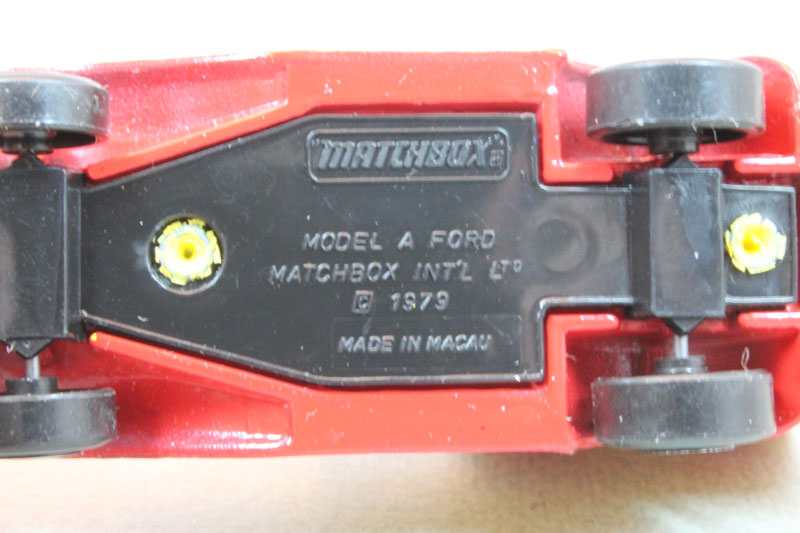 MATCHBOX®
MODEL A FORD
MATCHBOX INT'L LTD
© 1979
MADE IN MACAU